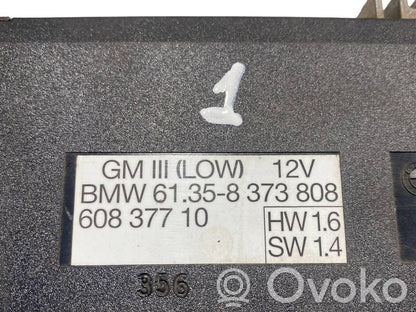 1
GM III (LOW) 12V
BMW 61.35-8 373 808
608 377 10
HW 1.6
SW 1.4
356
Ovoko